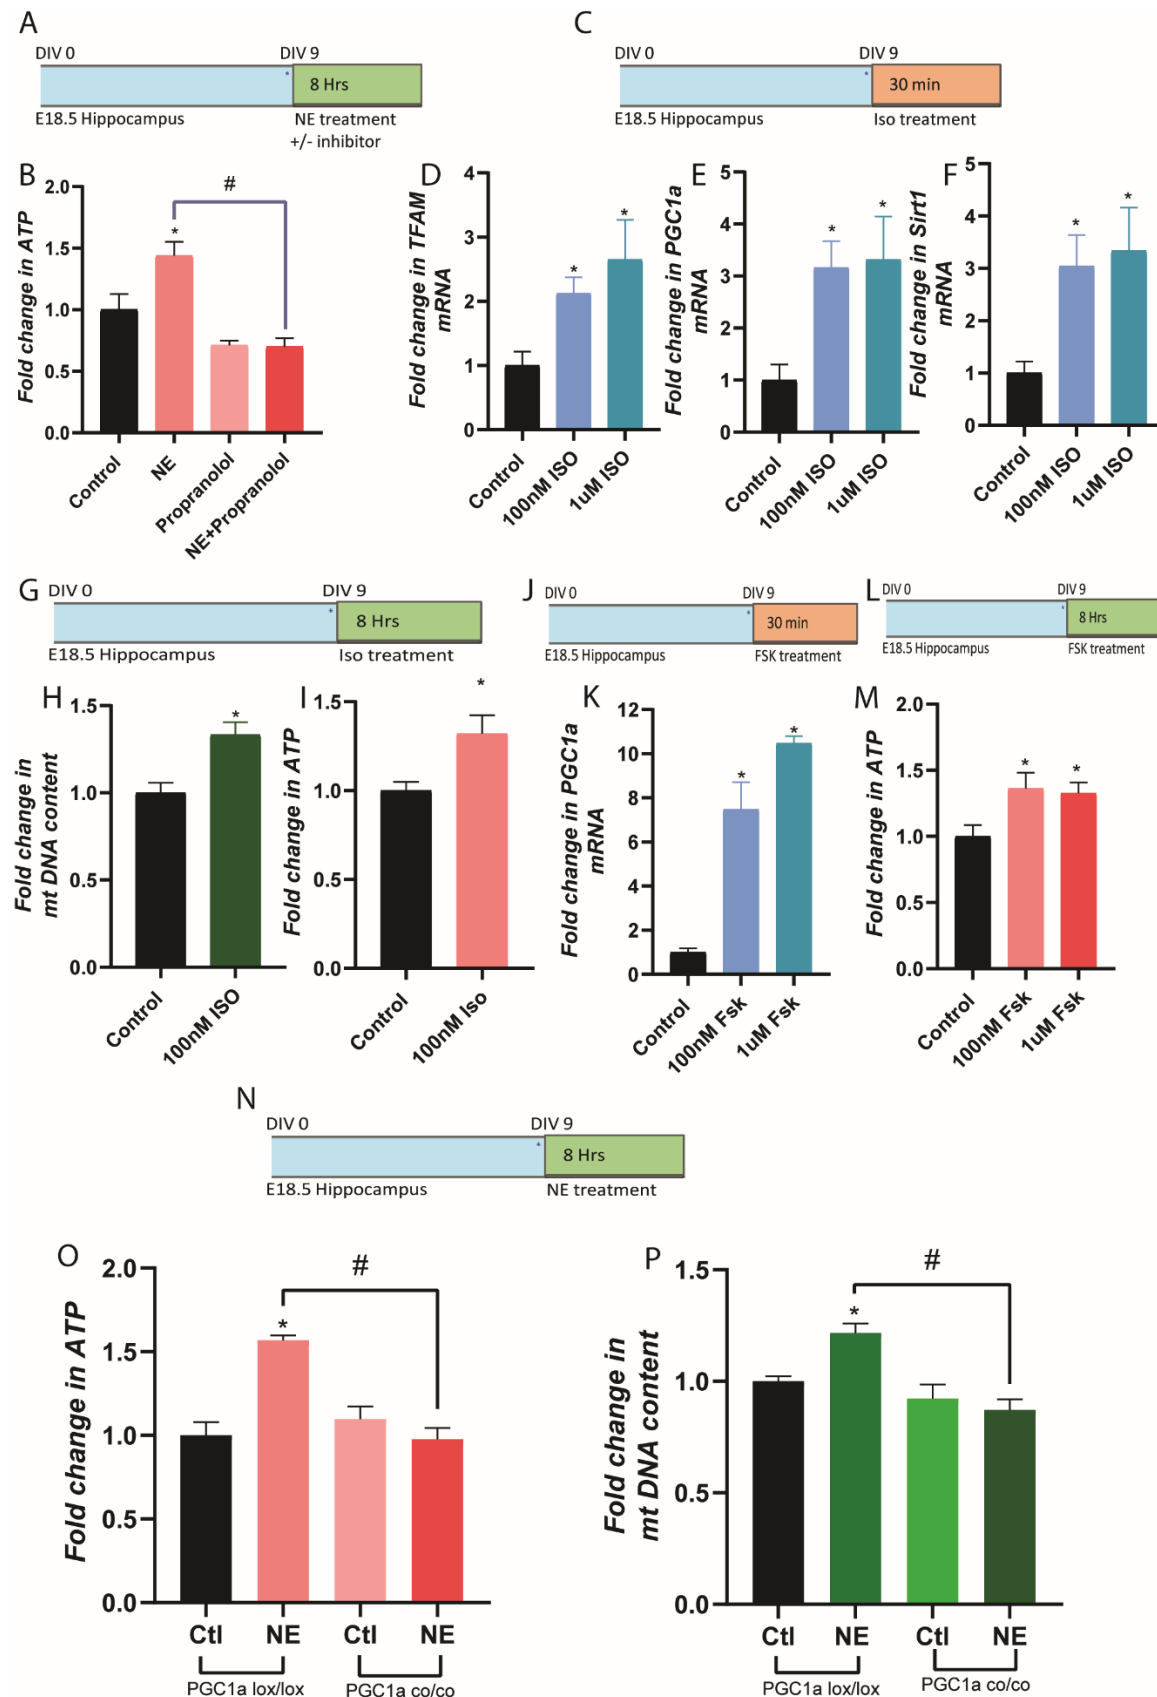 A
DIV 0
DIV 9
*
8 Hrs
E18.5 Hippocampus
NE treatment
+/- inhibitor
C
DIV 0
DIV 9
*
30 min
E18.5 Hippocampus
Iso treatment
B
Fold change in ATP
2.0
1.5
1.0
0.5
0.0
*
#
Control
NE
Propranolol
NE+Propranolol
D
Fold change in TFAM
mRNA
4
3
2
1
0
*
*
Control
100nM ISO
1uM ISO
E
Fold change in PGC1a
mRNA
5
4
3
2
1
0
*
*
Control
100nM ISO
1uM ISO
F
Fold change in Sirt1
mRNA
5
4
3
2
1
0
*
*
Control
100nM ISO
1uM ISO
G
DIV 0
DIV 9
*
8 Hrs
E18.5 Hippocampus
Iso treatment
J
DIV 0
DIV 9
*
30 min
E18.5 Hippocampus
FSK treatment
L
DIV 0
DIV 9
*
8 Hrs
E18.5 Hippocampus
FSK treatment
H
Fold change in
mt DNA content
1.5
1.0
0.5
0.0
*
Control
100nM ISO
I
Fold change in ATP
1.5
1.0
0.5
0.0
*
Control
100nM Iso
K
Fold change in PGC1a
mRNA
12
10
8
6
4
2
0
*
*
Control
100nM Fsk
1uM Fsk
M
Fold change in ATP
2.0
1.5
1.0
0.5
0.0
*
*
Control
100nM Fsk
1uM Fsk
N
DIV 0
DIV 9
*
8 Hrs
E18.5 Hippocampus
NE treatment
O
Fold change in ATP
2.0
1.5
1.0
0.5
0.0
*
#
Ctl NE Ctl NE
PGC1a lox/lox PGC1a co/co
P
Fold change in
mt DNA content
1.5
1.0
0.5
0.0
*
#
Ctl NE Ctl NE
PGC1a lox/lox PGC1a co/co